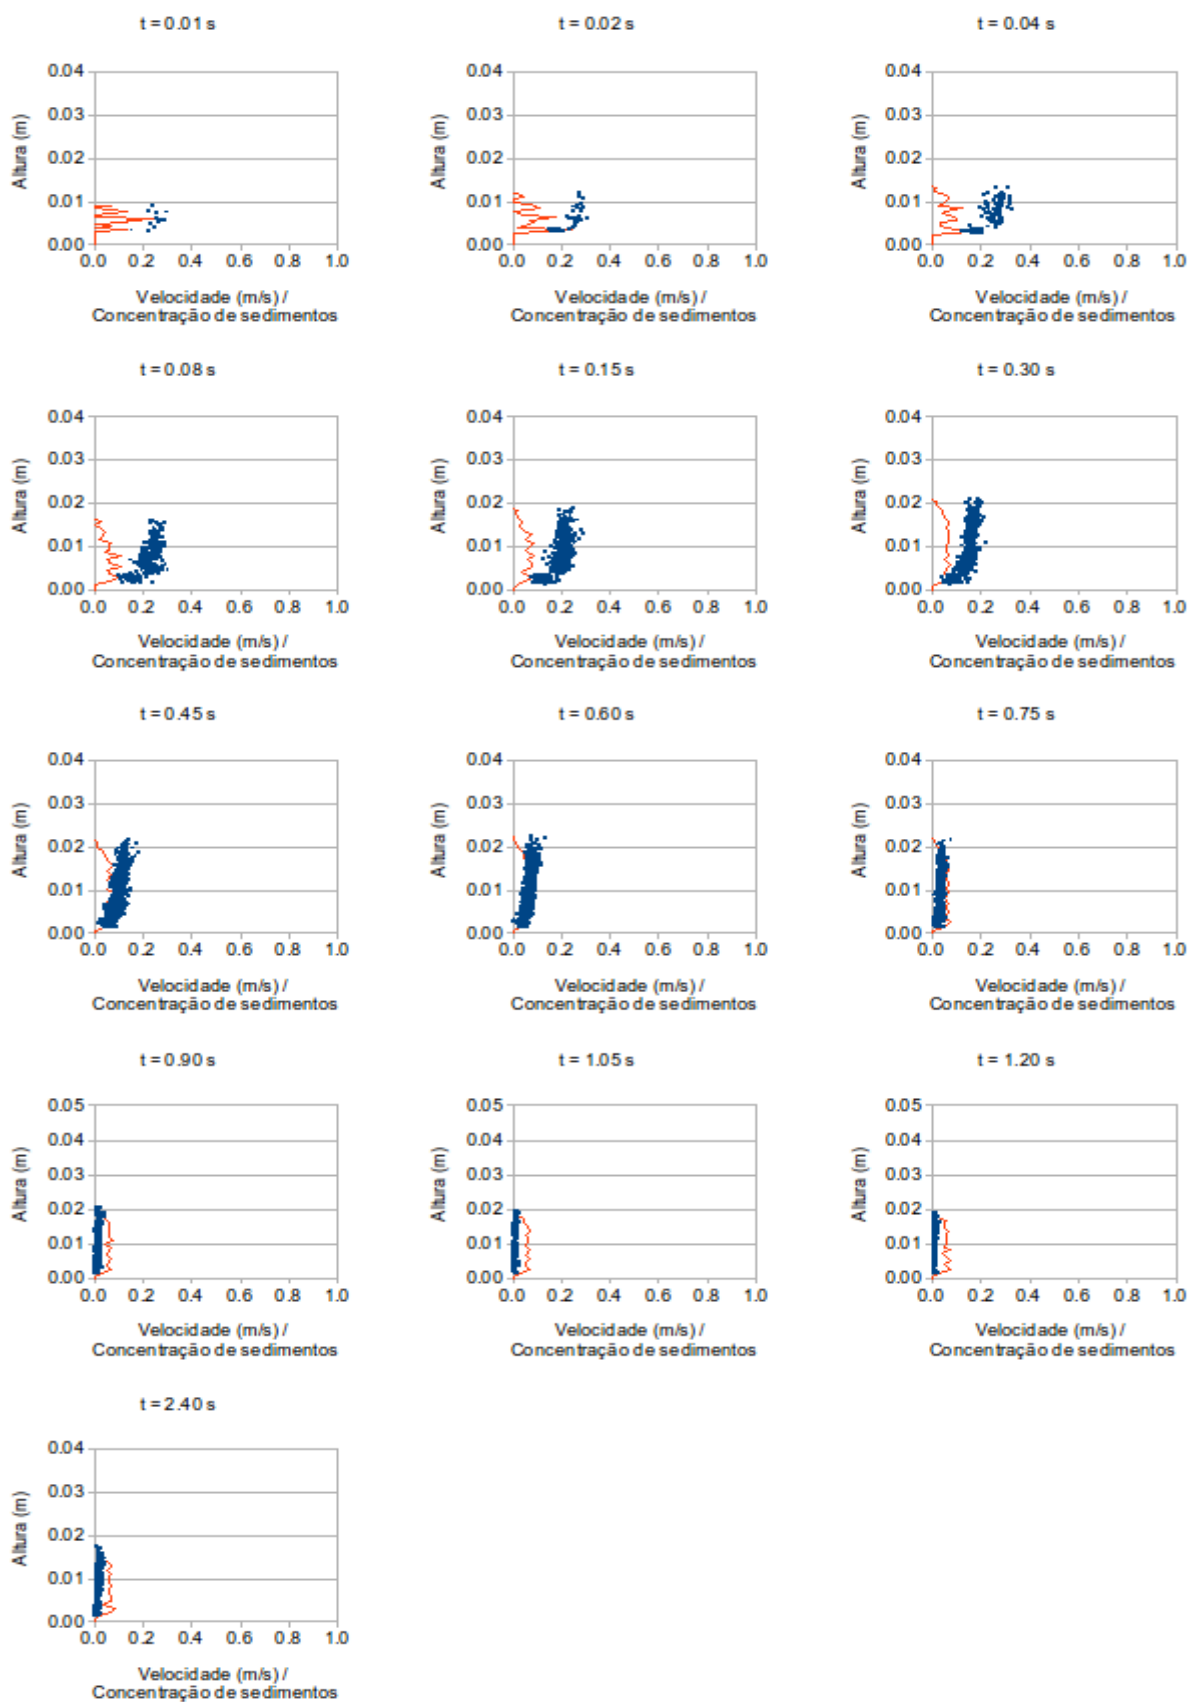 t = 0.01 s
0.04
0.03
0.02
0.01
0.00
Altura (m)
0.0 0.2 0.4 0.6 0.8 1.0
Velocidade (m/s) /
Concentração de sedimentos
t = 0.02 s
0.04
0.03
0.02
0.01
0.00
Altura (m)
0.0 0.2 0.4 0.6 0.8 1.0
Velocidade (m/s) /
Concentração de sedimentos
t = 0.04 s
0.04
0.03
0.02
0.01
0.00
Altura (m)
0.0 0.2 0.4 0.6 0.8 1.0
Velocidade (m/s) /
Concentração de sedimentos
t = 0.08 s
0.04
0.03
0.02
0.01
0.00
Altura (m)
0.0 0.2 0.4 0.6 0.8 1.0
Velocidade (m/s) /
Concentração de sedimentos
t = 0.15 s
0.04
0.03
0.02
0.01
0.00
Altura (m)
0.0 0.2 0.4 0.6 0.8 1.0
Velocidade (m/s) /
Concentração de sedimentos
t = 0.30 s
0.04
0.03
0.02
0.01
0.00
Altura (m)
0.0 0.2 0.4 0.6 0.8 1.0
Velocidade (m/s) /
Concentração de sedimentos
t = 0.45 s
0.04
0.03
0.02
0.01
0.00
Altura (m)
0.0 0.2 0.4 0.6 0.8 1.0
Velocidade (m/s) /
Concentração de sedimentos
t = 0.60 s
0.04
0.03
0.02
0.01
0.00
Altura (m)
0.0 0.2 0.4 0.6 0.8 1.0
Velocidade (m/s) /
Concentração de sedimentos
t = 0.75 s
0.04
0.03
0.02
0.01
0.00
Altura (m)
0.0 0.2 0.4 0.6 0.8 1.0
Velocidade (m/s) /
Concentração de sedimentos
t = 0.90 s
0.05
0.04
0.03
0.02
0.01
0.00
Altura (m)
0.0 0.2 0.4 0.6 0.8 1.0
Velocidade (m/s) /
Concentração de sedimentos
t = 1.05 s
0.05
0.04
0.03
0.02
0.01
0.00
Altura (m)
0.0 0.2 0.4 0.6 0.8 1.0
Velocidade (m/s) /
Concentração de sedimentos
t = 1.20 s
0.05
0.04
0.03
0.02
0.01
0.00
Altura (m)
0.0 0.2 0.4 0.6 0.8 1.0
Velocidade (m/s) /
Concentração de sedimentos
t = 2.40 s
0.04
0.03
0.02
0.01
0.00
Altura (m)
0.0 0.2 0.4 0.6 0.8 1.0
Velocidade (m/s) /
Concentração de sedimentos